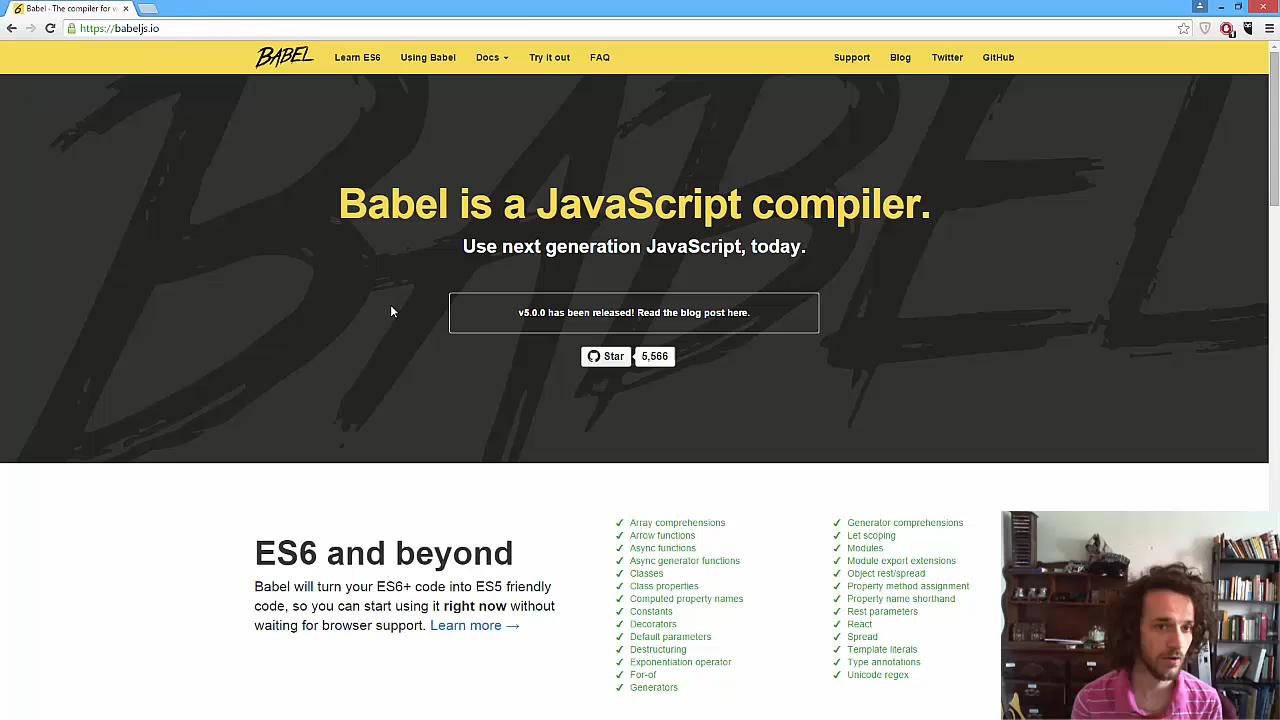 Babel - The compiler for w
https://babeljs.io
BABEL
Learn ES6
Using Babel
Docs
Try it out
FAQ
Support
Blog
Twitter
GitHub
BABEL
Babel is a JavaScript compiler.
Use next generation JavaScript, today.
v5.0.0 has been released! Read the blog post here.
Star
5,566
ES6 and beyond
Babel will turn your ES6+ code into ES5 friendly
code, so you can start using it right now without
waiting for browser support. Learn more →
✓ Array comprehensions
✓ Arrow functions
✓ Async functions
✓ Async generator functions
✓ Classes
✓ Class properties
✓ Computed property names
✓ Constants
✓ Decorators
✓ Default parameters
✓ Destructuring
✓ Exponentiation operator
✓ For-of
✓ Generators
✓ Generator comprehensions
✓ Let scoping
✓ Modules
✓ Module export extensions
✓ Object rest/spread
✓ Property method assignment
✓ Property name shorthand
✓ Rest parameters
✓ React
✓ Spread
✓ Template literals
✓ Type annotations
✓ Unicode regex